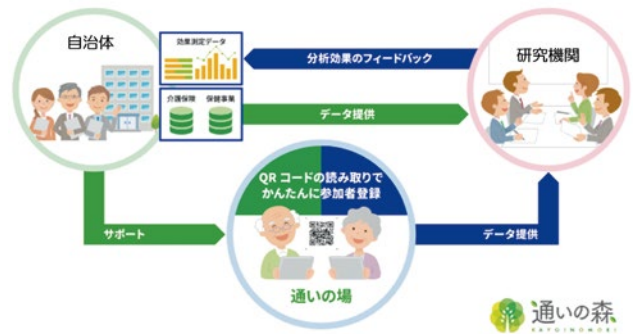 自治体
効果測定データ
介護保険 保健事業
分析効果のフィードバック
データ提供
研究機関
QRコードの読み取りで
かんたんに参加者登録
サポート
データ提供
通いの場
通いの森
KAYOINOMORI